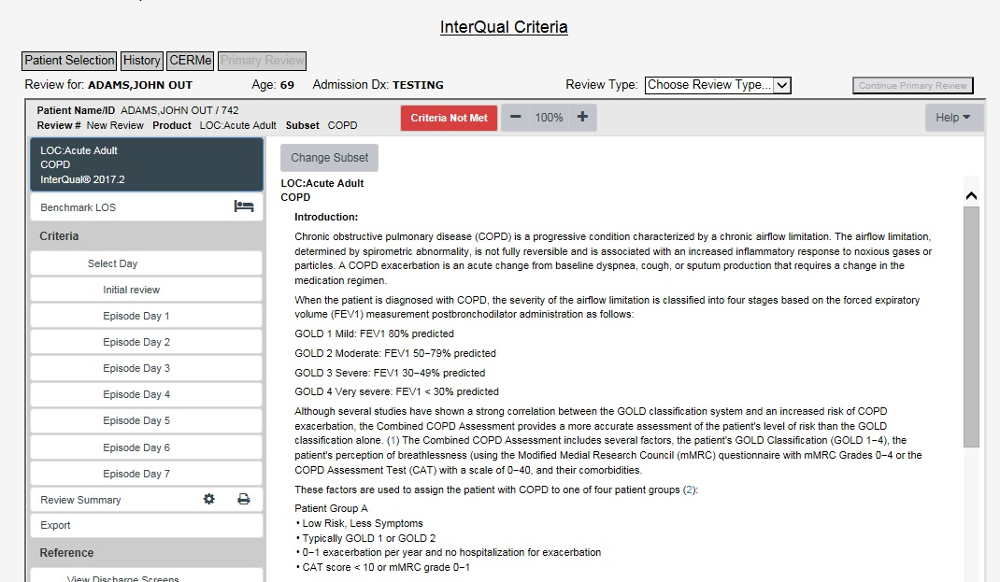 InterQual Criteria
Patient Selection History CERMe Primary Review
Review for: ADAMS,JOHN OUT Age: 69 Admission Dx: TESTING Review Type: Choose Review Type... Continue Primary Review
Patient Name/ID ADAMS,JOHN OUT / 742
Review # New Review Product LOC:Acute Adult Subset COPD
Criteria Not Met
100%
Help
LOC:Acute Adult
COPD
InterQual® 2017.2
Benchmark LOS
Criteria
Select Day
Initial review
Episode Day 1
Episode Day 2
Episode Day 3
Episode Day 4
Episode Day 5
Episode Day 6
Episode Day 7
Review Summary
Export
Reference
View Discharge Screens
Change Subset
LOC:Acute Adult
COPD
Introduction:
Chronic obstructive pulmonary disease (COPD) is a progressive condition characterized by a chronic airflow limitation. The airflow limitation,
determined by spirometric abnormality, is not fully reversible and is associated with an increased inflammatory response to noxious gases or
particles. A COPD exacerbation is an acute change from baseline dyspnea, cough, or sputum production that requires a change in the
medication regimen.
When the patient is diagnosed with COPD, the severity of the airflow limitation is classified into four stages based on the forced expiratory
volume (FEV1) measurement postbronchodilator administration as follows:
GOLD 1 Mild: FEV1 80% predicted
GOLD 2 Moderate: FEV1 50–79% predicted
GOLD 3 Severe: FEV1 30–49% predicted
GOLD 4 Very severe: FEV1 < 30% predicted
Although several studies have shown a strong correlation between the GOLD classification system and an increased risk of COPD
exacerbation, the Combined COPD Assessment provides a more accurate assessment of the patient's level of risk than the GOLD
classification alone. (1) The Combined COPD Assessment includes several factors, the patient's GOLD Classification (GOLD 1–4), the
patient's perception of breathlessness (using the Modified Medial Research Council (mMRC) questionnaire with mMRC Grades 0–4 or the
COPD Assessment Test (CAT) with a scale of 0–40, and their comorbidities.
These factors are used to assign the patient with COPD to one of four patient groups (2):
Patient Group A
• Low Risk, Less Symptoms
• Typically GOLD 1 or GOLD 2
• 0–1 exacerbation per year and no hospitalization for exacerbation
• CAT score < 10 or mMRC grade 0–1